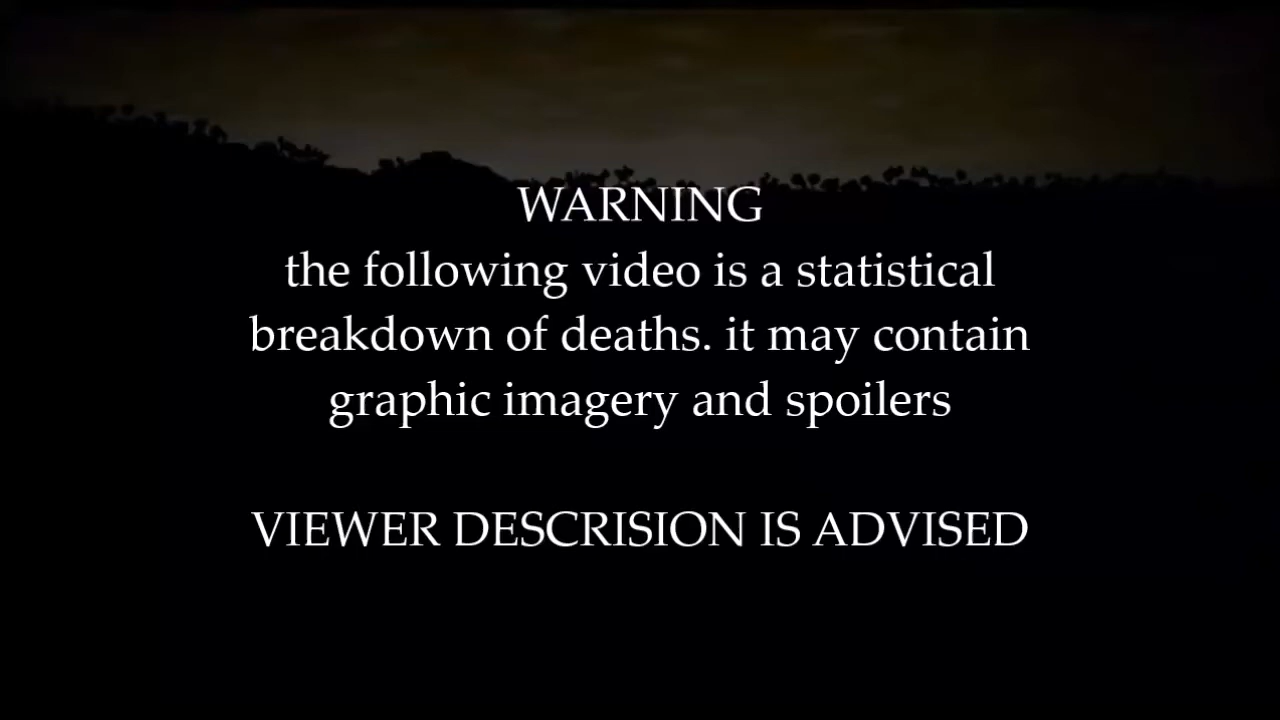 WARNING
the following video is a statistical
breakdown of deaths. it may contain
graphic imagery and spoilers
VIEWER DESCRISION IS ADVISED